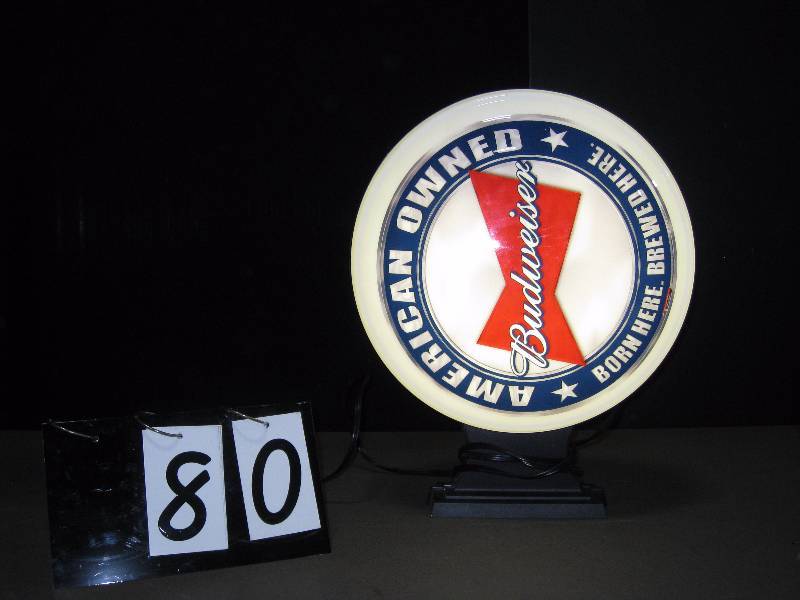 AMERICAN OWNED
Budweiser
BORN HERE. BREWED HERE.
80